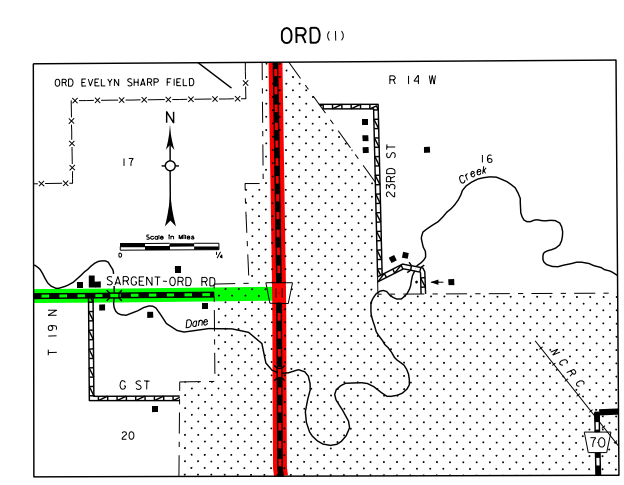 ORD (1)
ORD EVELYN SHARP FIELD
R 14 W
N
17
16
23RD ST
Creek
Scale in Miles
0 1/4
SARGENT-ORD RD
11
T 19 N
Dane
G ST
20
N C R C
70